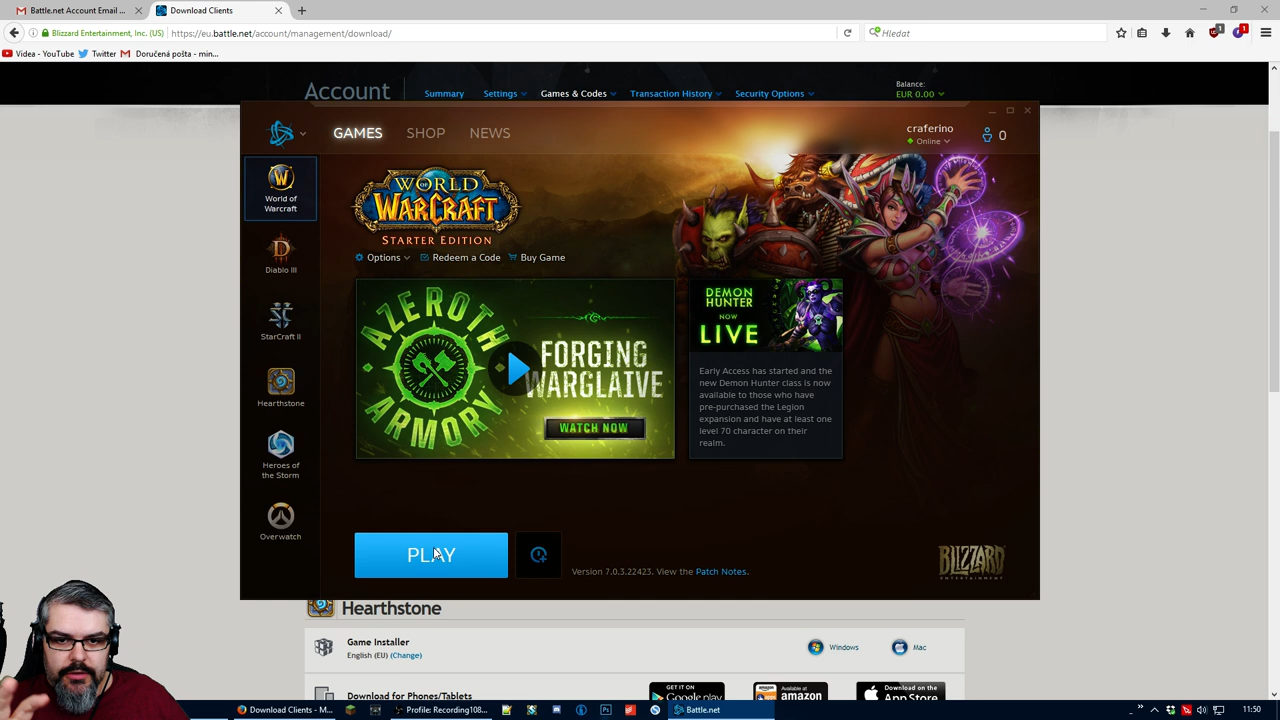 Battle.net Account Email ...
Download Clients
Blizzard Entertainment, Inc. (US)
https://eu.battle.net/account/management/download/
Hledat
1
1
Videa - YouTube
Twitter
Doručená pošta - min...
Account
Summary
Settings
Games & Codes
Transaction History
Security Options
Balance:
EUR 0.00
GAMES
SHOP
NEWS
craferino
Online
0
World of
Warcraft
Diablo III
StarCraft II
Hearthstone
Heroes of
the Storm
Overwatch
WORLD
OF
WARCRAFT
STARTER EDITION
Options
Redeem a Code
Buy Game
AZEROTH
ARMORY
FORGING
WARGLAIVE
WATCH NOW
DEMON
HUNTER
NOW
LIVE
Early Access has started and the
new Demon Hunter class is now
available to those who have
pre-purchased the Legion
expansion and have at least one
level 70 character on their
realm.
PLAY
Version 7.0.3.22423. View the Patch Notes.
BLIZZARD
ENTERTAINMENT
Hearthstone
Game Installer
English (EU) (Change)
Windows
Mac
Download for Phones/Tablets
GET IT ON
Google play
Available at
amazon
Download on the
App Store
Download Clients - M...
Profile: Recording108...
Battle.net
11:50